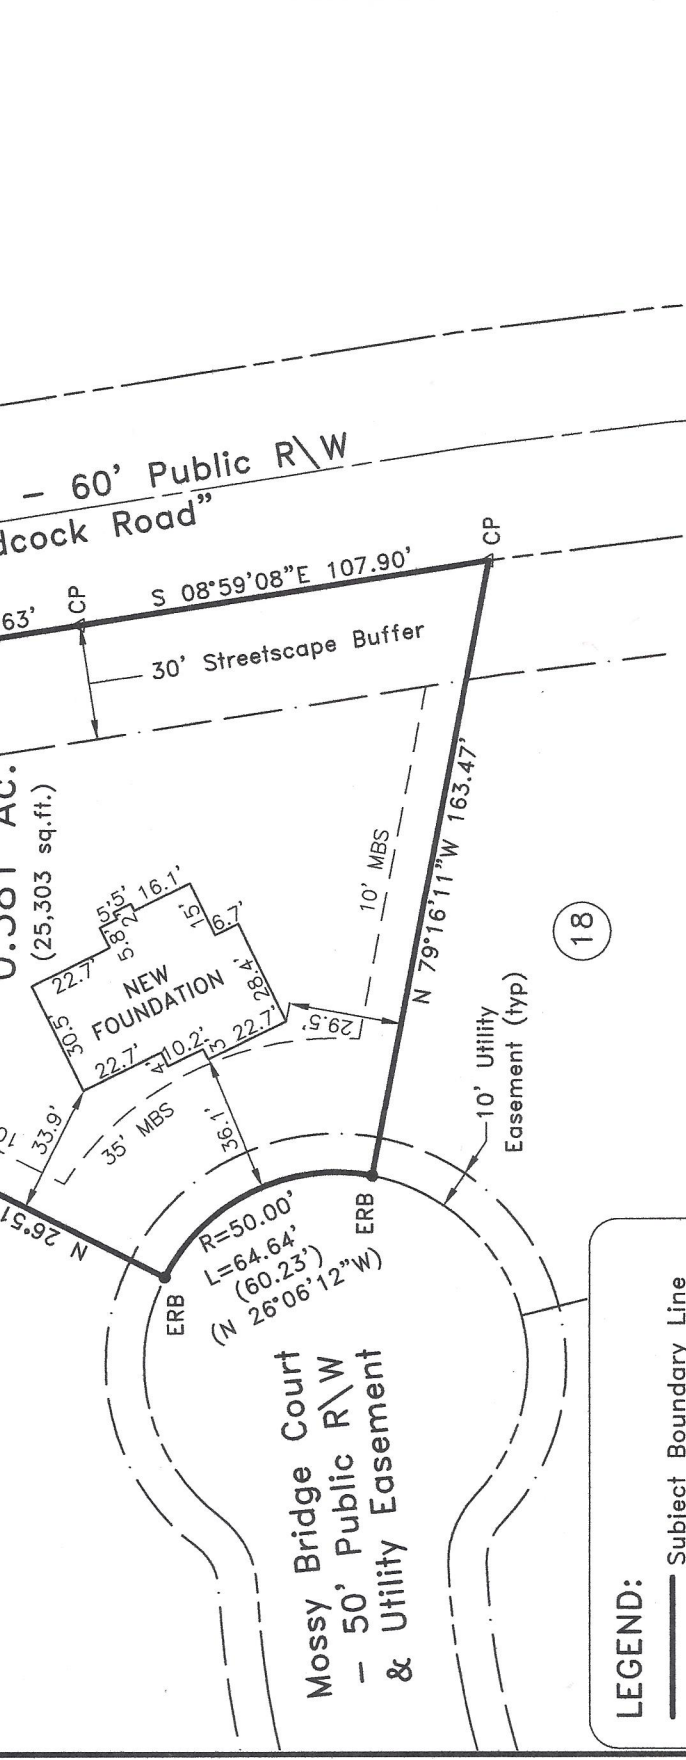 – 60' Public R\W
dcock Road”
63'
CP
S 08°59'08”E 107.90'
CP
30' Streetscape Buffer
(25,303 sq.ft.)
10' MBS
N 79°16'11”W 163.47'
18
22.7'
5.8'
5'
5'
2'
16.1'
15'
6.7'
28.4'
22.7'
3'
10.2'
4'
22.7'
30.5'
NEW
FOUNDATION
29.5'
33.9'
10
35' MBS
36.1'
10' Utility
Easement (typ)
N 26°51
ERB
ERB
R=50.00'
L=64.64'
(60.23')
(N 26°06'12”W)
Mossy Bridge Court
– 50' Public R\W
& Utility Easement
LEGEND:
Subject Boundary Line